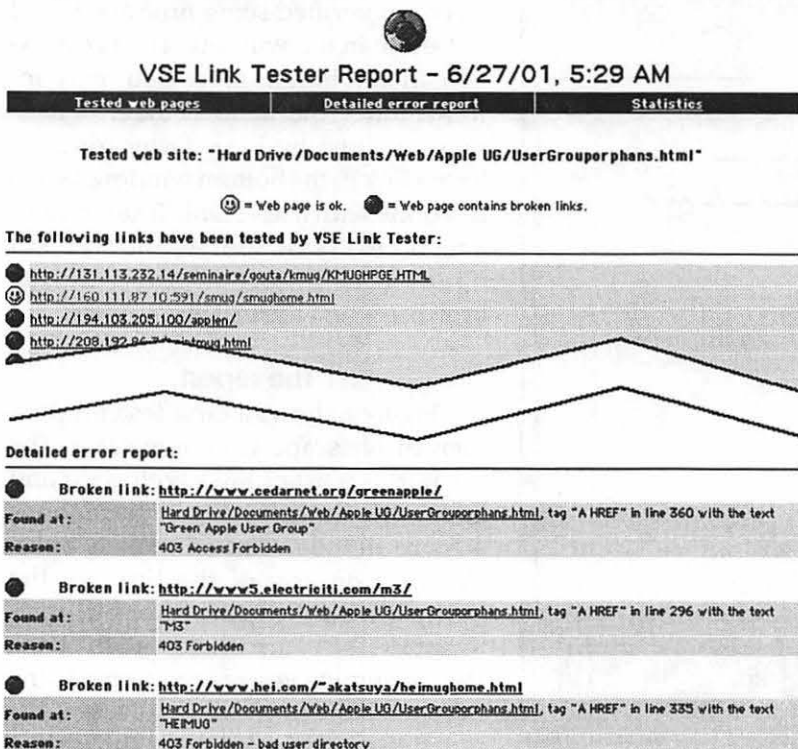 VSE Link Tester Report - 6/27/01, 5:29 AM
Tested web pages Detailed error report Statistics
Tested web site: "Hard Drive/Documents/Web/Apple UG/UserGrouporphans.html"
= Web page is ok. = Web page contains broken links.
The following links have been tested by VSE Link Tester:
http://131.113.232.14/seminaire/gouta/kmug/KMUGHPGE.HTML
http://160.111.87.10:591/smug/smughome.html
http://194.103.205.100/applen/
Detailed error report:
Broken link: http://www.cedarnet.org/greenapple/
Found at: Hard Drive/Documents/Web/Apple UG/UserGrouporphans.html, tag "A HREF" in line 360 with the text
"Green Apple User Group"
Reason: 403 Access Forbidden
Broken link: http://www5.electriciti.com/m3/
Found at: Hard Drive/Documents/Web/Apple UG/UserGrouporphans.html, tag "A HREF" in line 296 with the text
"M3"
Reason: 403 Forbidden
Broken link: http://www.hei.com/~akatsuya/heimughome.html
Found at: Hard Drive/Documents/Web/Apple UG/UserGrouporphans.html, tag "A HREF" in line 335 with the text
"HEIMUG"
Reason: 403 Forbidden - bad user directory